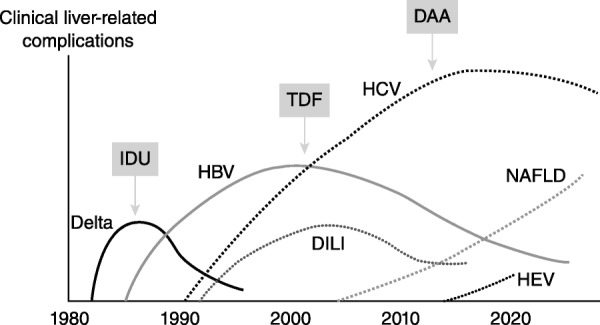 Clinical liver-related
complications
DAA
HCV
TDF
IDU
HBV
NAFLD
Delta
DILI
HEV
1980 1990 2000 2010 2020